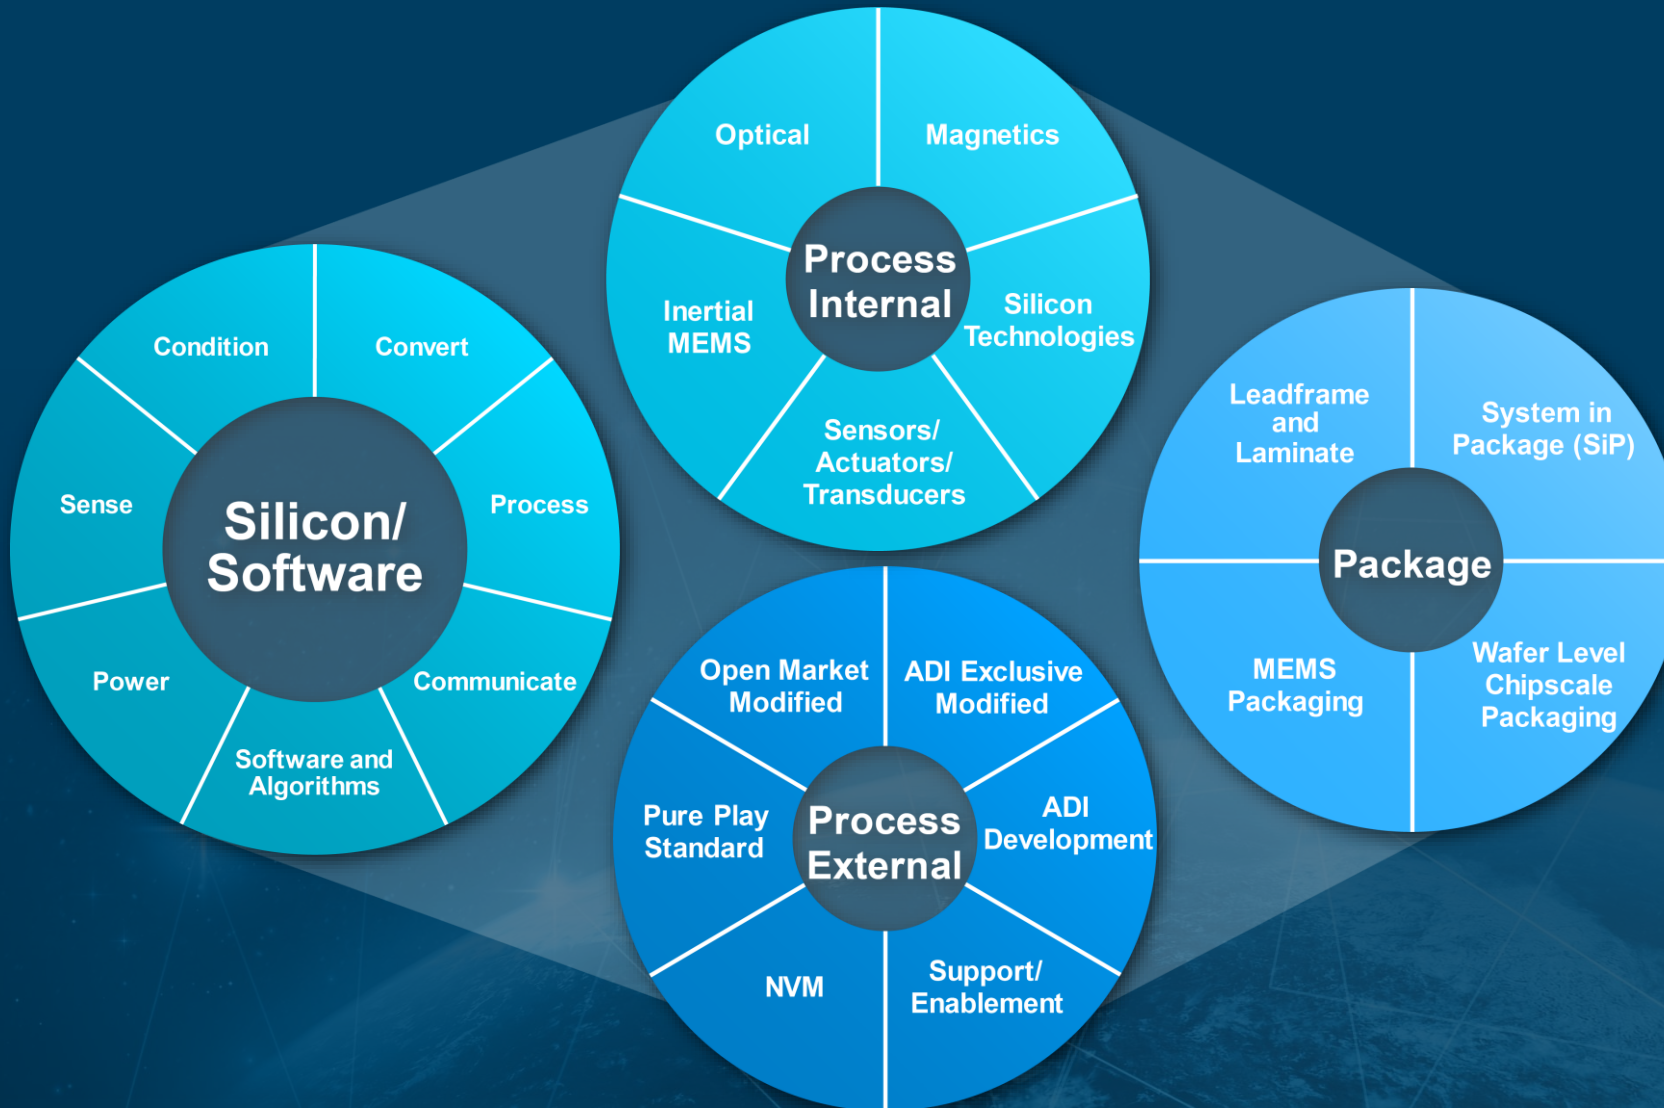 Optical
Magnetics
Process
Internal
Inertial
MEMS
Silicon
Technologies
Sensors/
Actuators/
Transducers
Condition
Convert
Sense
Process
Silicon/
Software
Power
Communicate
Software and
Algorithms
Open Market
Modified
ADI Exclusive
Modified
Pure Play
Standard
Process
External
ADI
Development
NVM
Support/
Enablement
Leadframe
and
Laminate
System in
Package (SiP)
Package
MEMS
Packaging
Wafer Level
Chipscale
Packaging